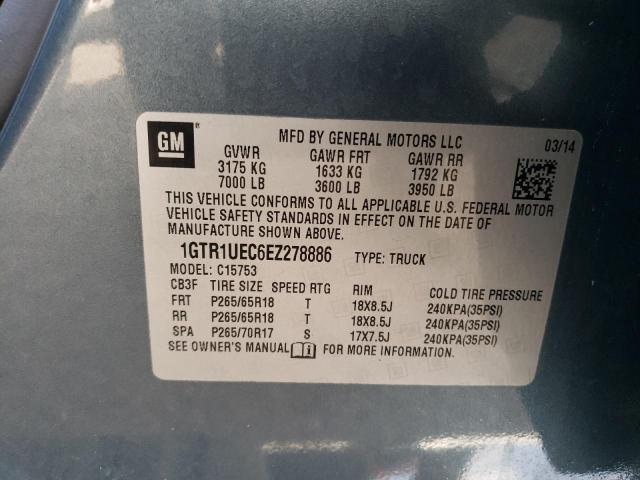 GM®
MFD BY GENERAL MOTORS LLC
03/14
GVWR GAWR FRT GAWR RR
3175 KG 1633 KG 1792 KG
7000 LB 3600 LB 3950 LB
THIS VEHICLE CONFORMS TO ALL APPLICABLE U.S. FEDERAL MOTOR
VEHICLE SAFETY STANDARDS IN EFFECT ON THE DATE OF
MANUFACTURE SHOWN ABOVE.
1GTR1UEC6EZ278886 TYPE: TRUCK
MODEL: C15753
CB3F TIRE SIZE SPEED RTG RIM COLD TIRE PRESSURE
FRT P265/65R18 T 18X8.5J 240KPA(35PSI)
RR P265/65R18 T 18X8.5J 240KPA(35PSI)
SPA P265/70R17 S 17X7.5J 240KPA(35PSI)
SEE OWNER'S MANUAL i FOR MORE INFORMATION.